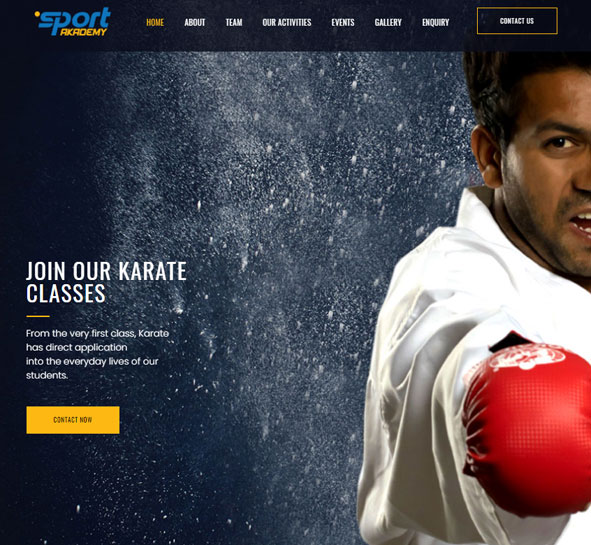 sport
AKADEMY
HOME ABOUT TEAM OUR ACTIVITIES EVENTS GALLERY ENQUIRY CONTACT US
JOIN OUR KARATE
CLASSES
From the very first class, Karate
has direct application
into the everyday lives of our
students.
CONTACT NOW